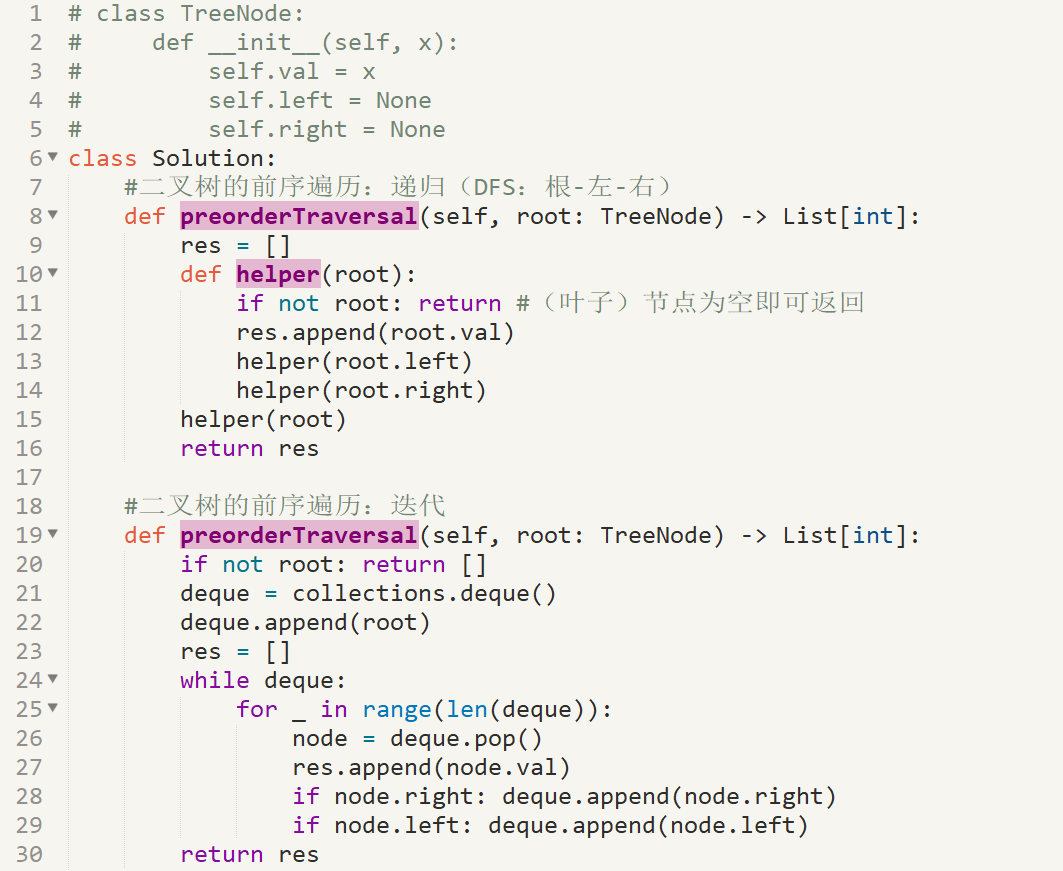 1 # class TreeNode:
2 #     def __init__(self, x):
3 #         self.val = x
4 #         self.left = None
5 #         self.right = None
6 class Solution:
7     #二叉树的前序遍历：递归（DFS：根-左-右）
8     def preorderTraversal(self, root: TreeNode) -> List[int]:
9         res = []
10         def helper(root):
11             if not root: return #（叶子）节点为空即可返回
12             res.append(root.val)
13             helper(root.left)
14             helper(root.right)
15         helper(root)
16         return res
17
18     #二叉树的前序遍历：迭代
19     def preorderTraversal(self, root: TreeNode) -> List[int]:
20         if not root: return []
21         deque = collections.deque()
22         deque.append(root)
23         res = []
24         while deque:
25             for _ in range(len(deque)):
26                 node = deque.pop()
27                 res.append(node.val)
28                 if node.right: deque.append(node.right)
29                 if node.left: deque.append(node.left)
30         return res